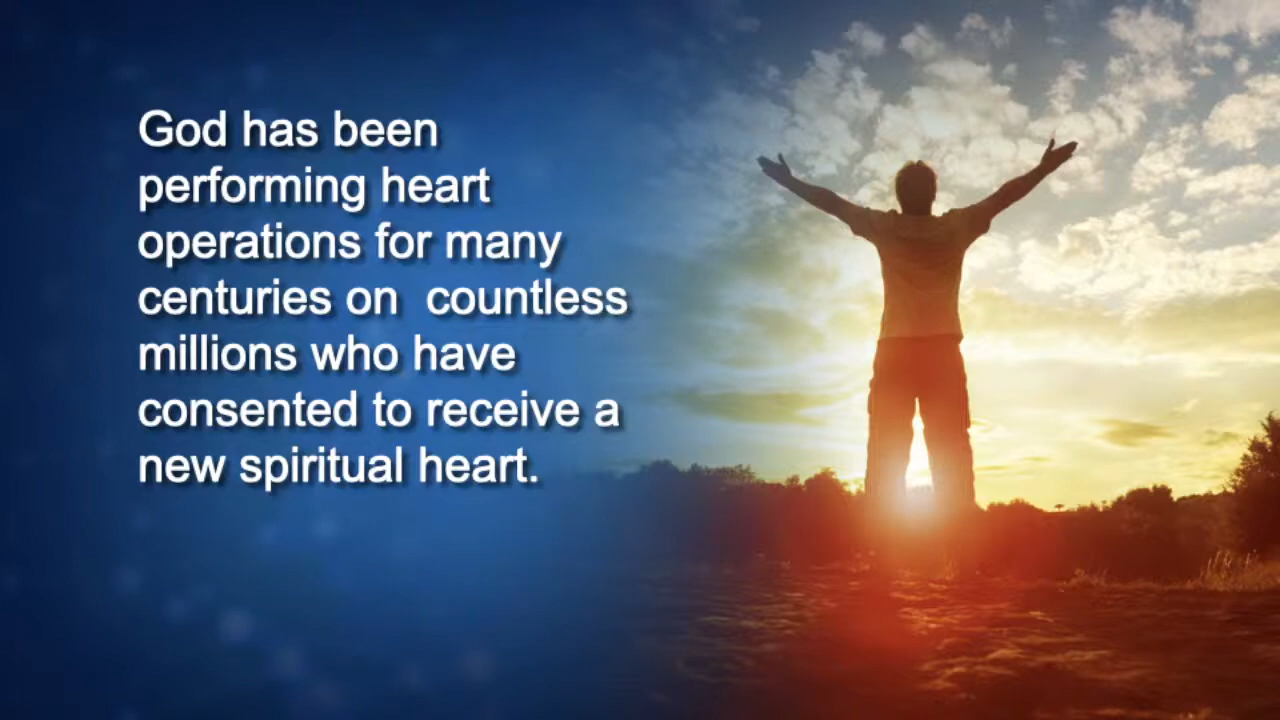 God has been
performing heart
operations for many
centuries on  countless
millions who have
consented to receive a
new spiritual heart.